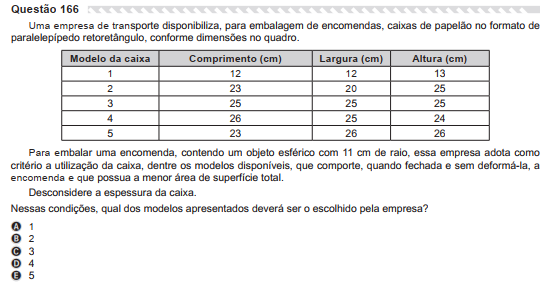 Questão 166
Uma empresa de transporte disponibiliza, para embalagem de encomendas, caixas de papelão no formato de
paralelepípedo retoretângulo, conforme dimensões no quadro.
Modelo da caixa Comprimento (cm) Largura (cm) Altura (cm)
1 12 12 13
2 23 20 25
3 25 25 25
4 26 25 24
5 23 26 26
Para embalar uma encomenda, contendo um objeto esférico com 11 cm de raio, essa empresa adota como
critério a utilização da caixa, dentre os modelos disponíveis, que comporte, quando fechada e sem deformá-la, a
encomenda e que possua a menor área de superfície total.
Desconsidere a espessura da caixa.
Nessas condições, qual dos modelos apresentados deverá ser o escolhido pela empresa?
A 1
B 2
C 3
D 4
E 5